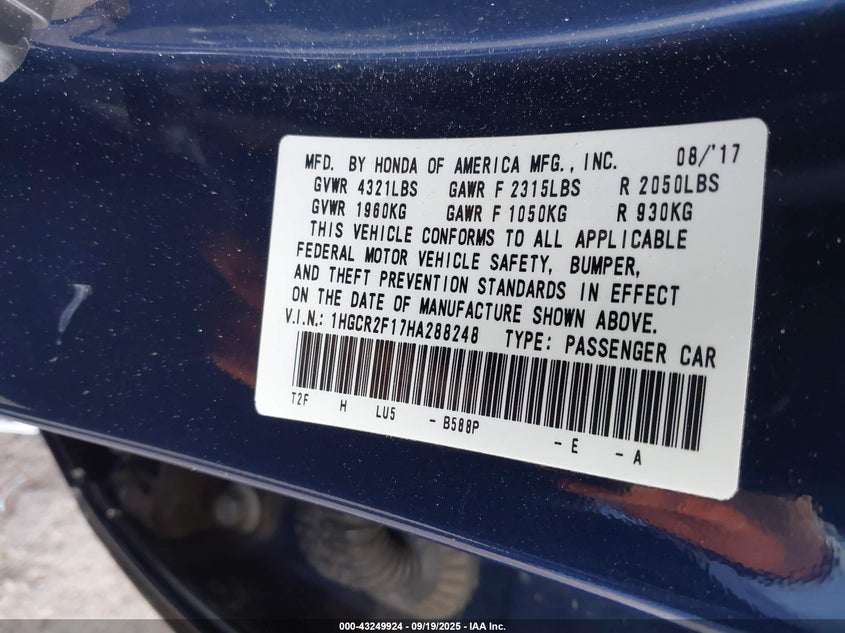 MFD. BY HONDA OF AMERICA MFG., INC. 08/'17
GVWR 4321LBS GAWR F 2315LBS R 2050LBS
GVWR 1960KG GAWR F 1050KG R 930KG
THIS VEHICLE CONFORMS TO ALL APPLICABLE
FEDERAL MOTOR VEHICLE SAFETY, BUMPER,
AND THEFT PREVENTION STANDARDS IN EFFECT
ON THE DATE OF MANUFACTURE SHOWN ABOVE.
V.I.N.: 1HGCR2F17HA288248 TYPE: PASSENGER CAR
T2F H LU5 - B588P - E - A
000-43249924 - 09/19/2025 - IAA Inc.